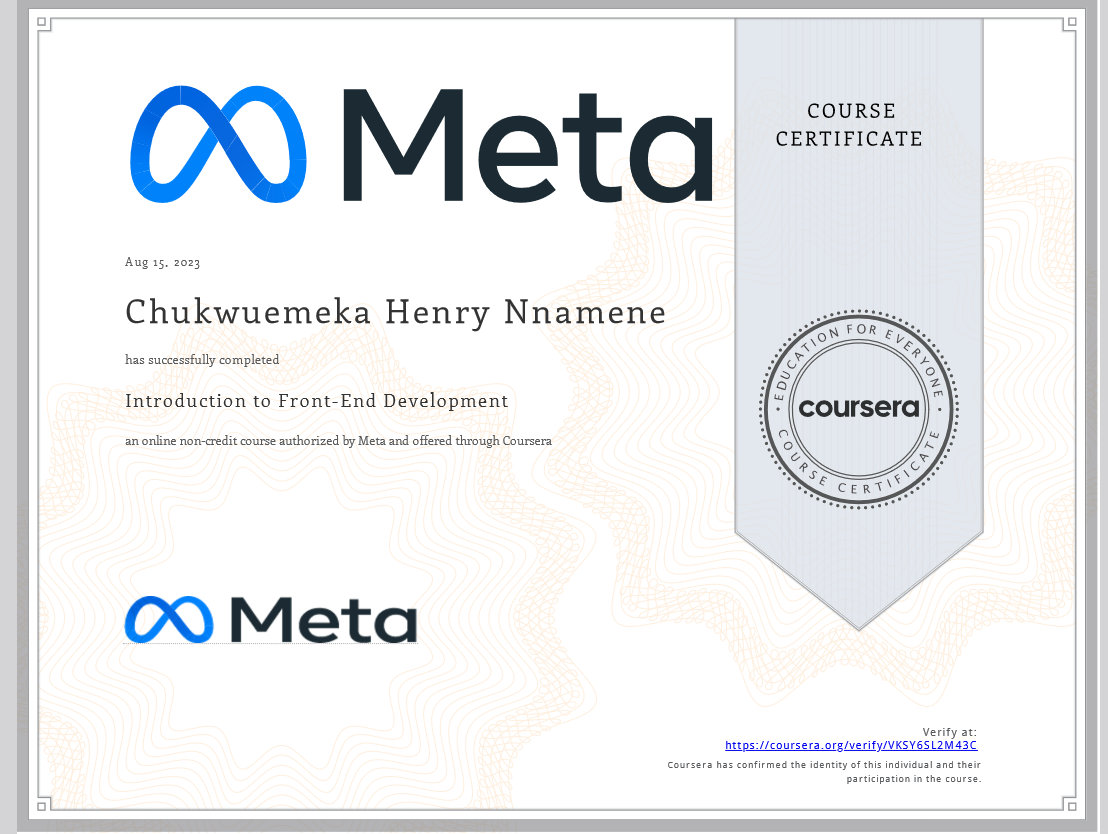 Meta
COURSE
CERTIFICATE
Aug 15, 2023
Chukwuemeka Henry Nnamene
has successfully completed
Introduction to Front-End Development
an online non-credit course authorized by Meta and offered through Coursera
• EDUCATION FOR EVERYONE •
coursera
COURSE CERTIFICATE
Meta
Verify at:
https://coursera.org/verify/VKSY6SL2M43C
Coursera has confirmed the identity of this individual and their
participation in the course.